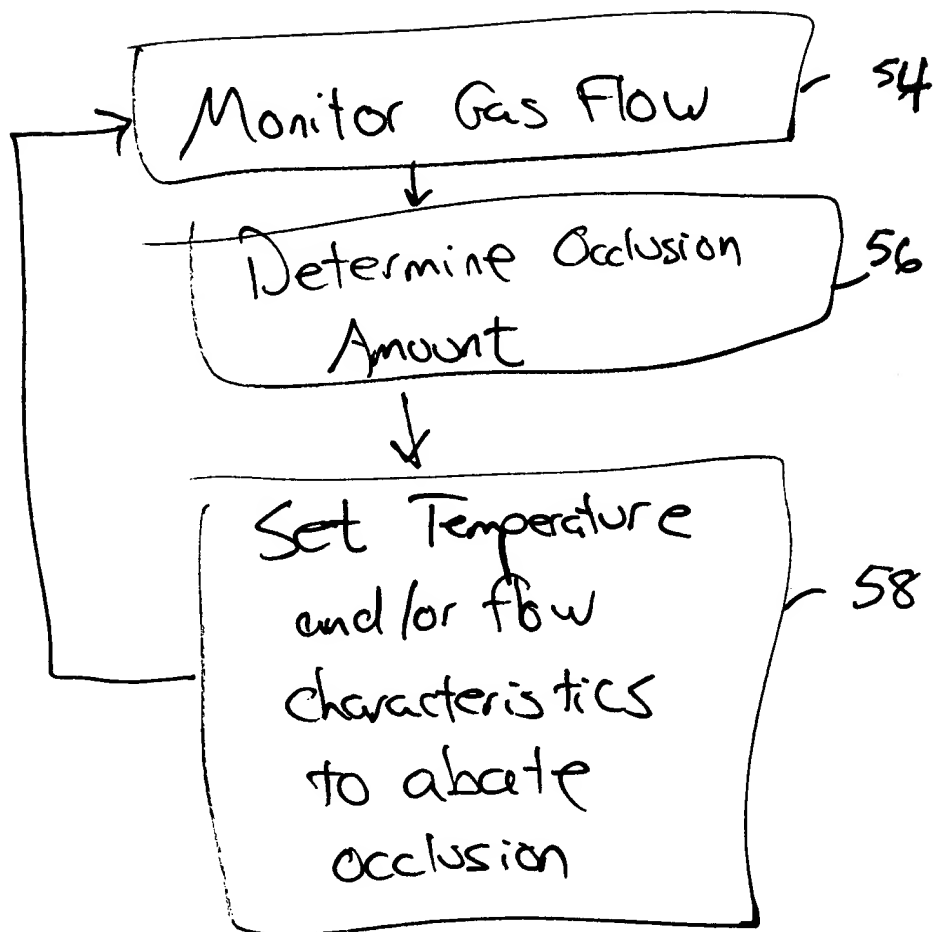 Monitor Gas Flow 54
Determine Occlusion 56
Amount
Set Temperature
and/or flow 58
characteristics
to abate
occlusion